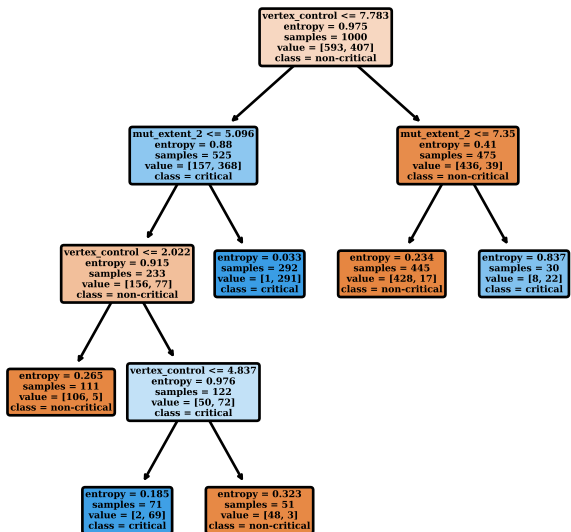 vertex_control <= 7.783
entropy = 0.975
samples = 1000
value = [593, 407]
class = non-critical
mut_extent_2 <= 5.096
entropy = 0.88
samples = 525
value = [157, 368]
class = critical
mut_extent_2 <= 7.35
entropy = 0.41
samples = 475
value = [436, 39]
class = non-critical
vertex_control <= 2.022
entropy = 0.915
samples = 233
value = [156, 77]
class = non-critical
entropy = 0.033
samples = 292
value = [1, 291]
class = critical
entropy = 0.234
samples = 445
value = [428, 17]
class = non-critical
entropy = 0.837
samples = 30
value = [8, 22]
class = critical
entropy = 0.265
samples = 111
value = [106, 5]
class = non-critical
vertex_control <= 4.837
entropy = 0.976
samples = 122
value = [50, 72]
class = critical
entropy = 0.185
samples = 71
value = [2, 69]
class = critical
entropy = 0.323
samples = 51
value = [48, 3]
class = non-critical